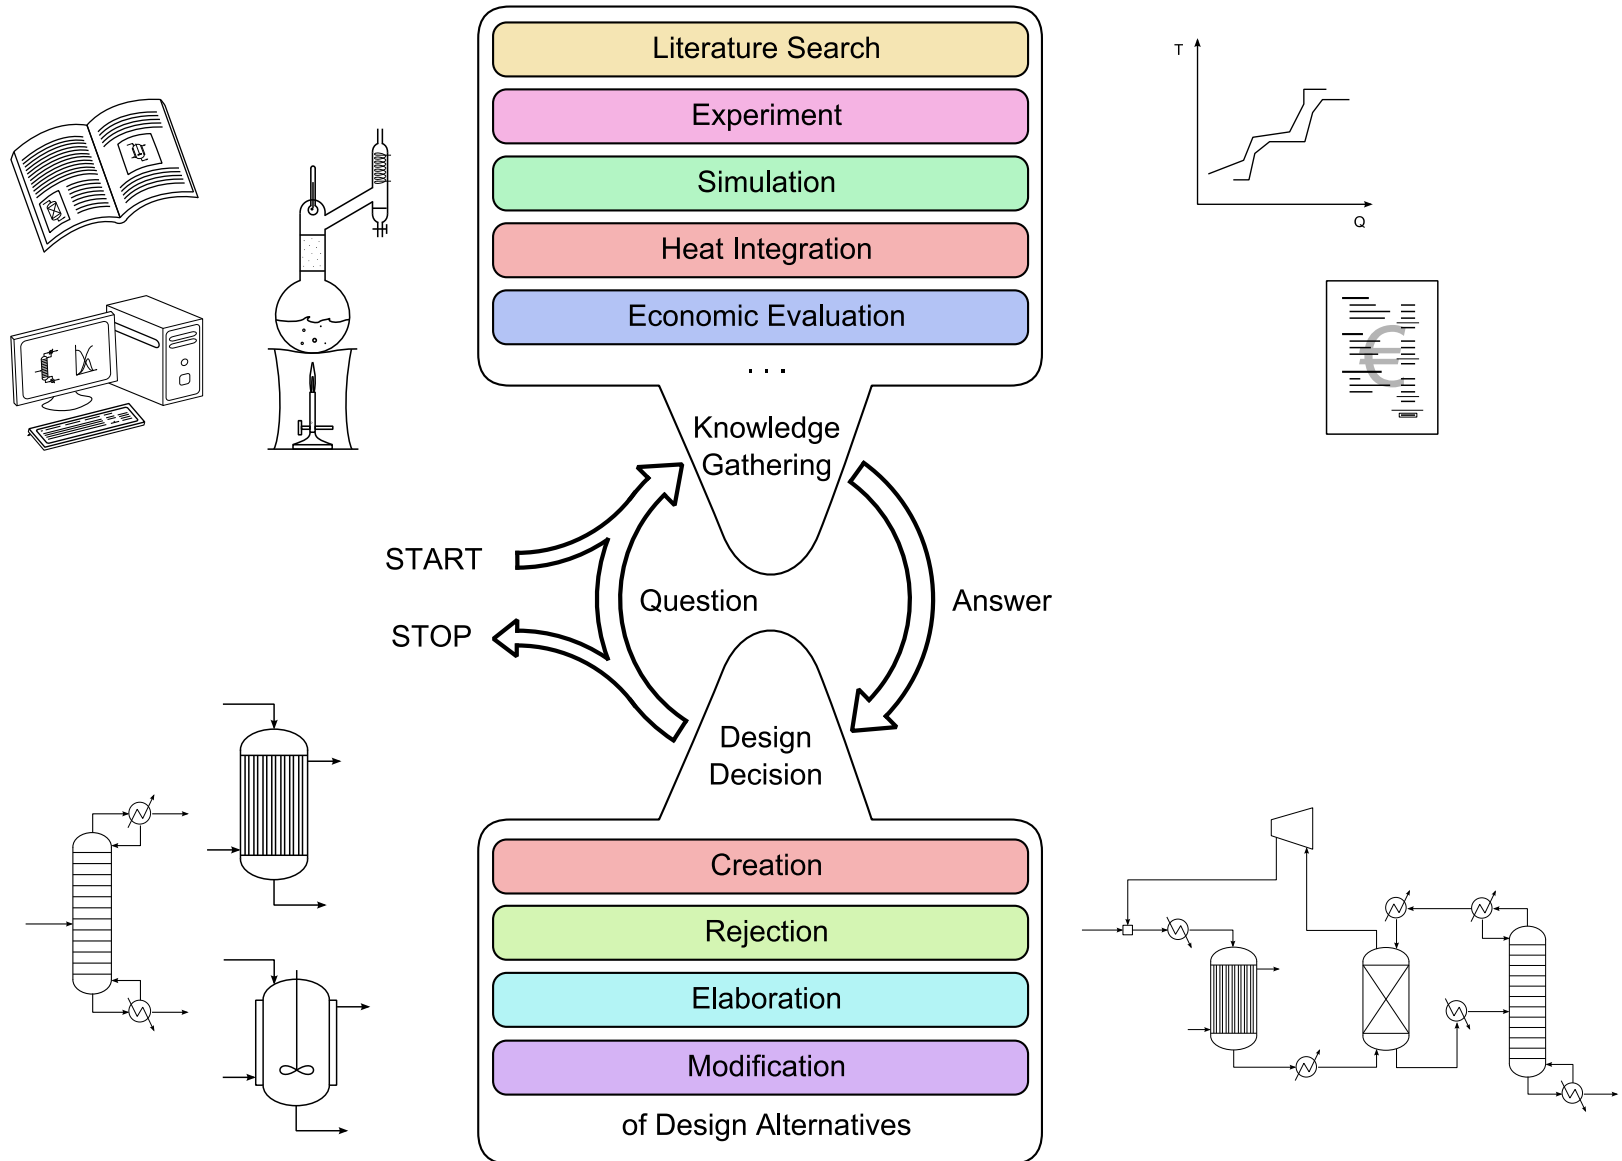 Literature Search
Experiment
Simulation
Heat Integration
Economic Evaluation
. . .
Knowledge
Gathering
T
Q
€
START
STOP
Question
Answer
Design
Decision
Creation
Rejection
Elaboration
Modification
of Design Alternatives